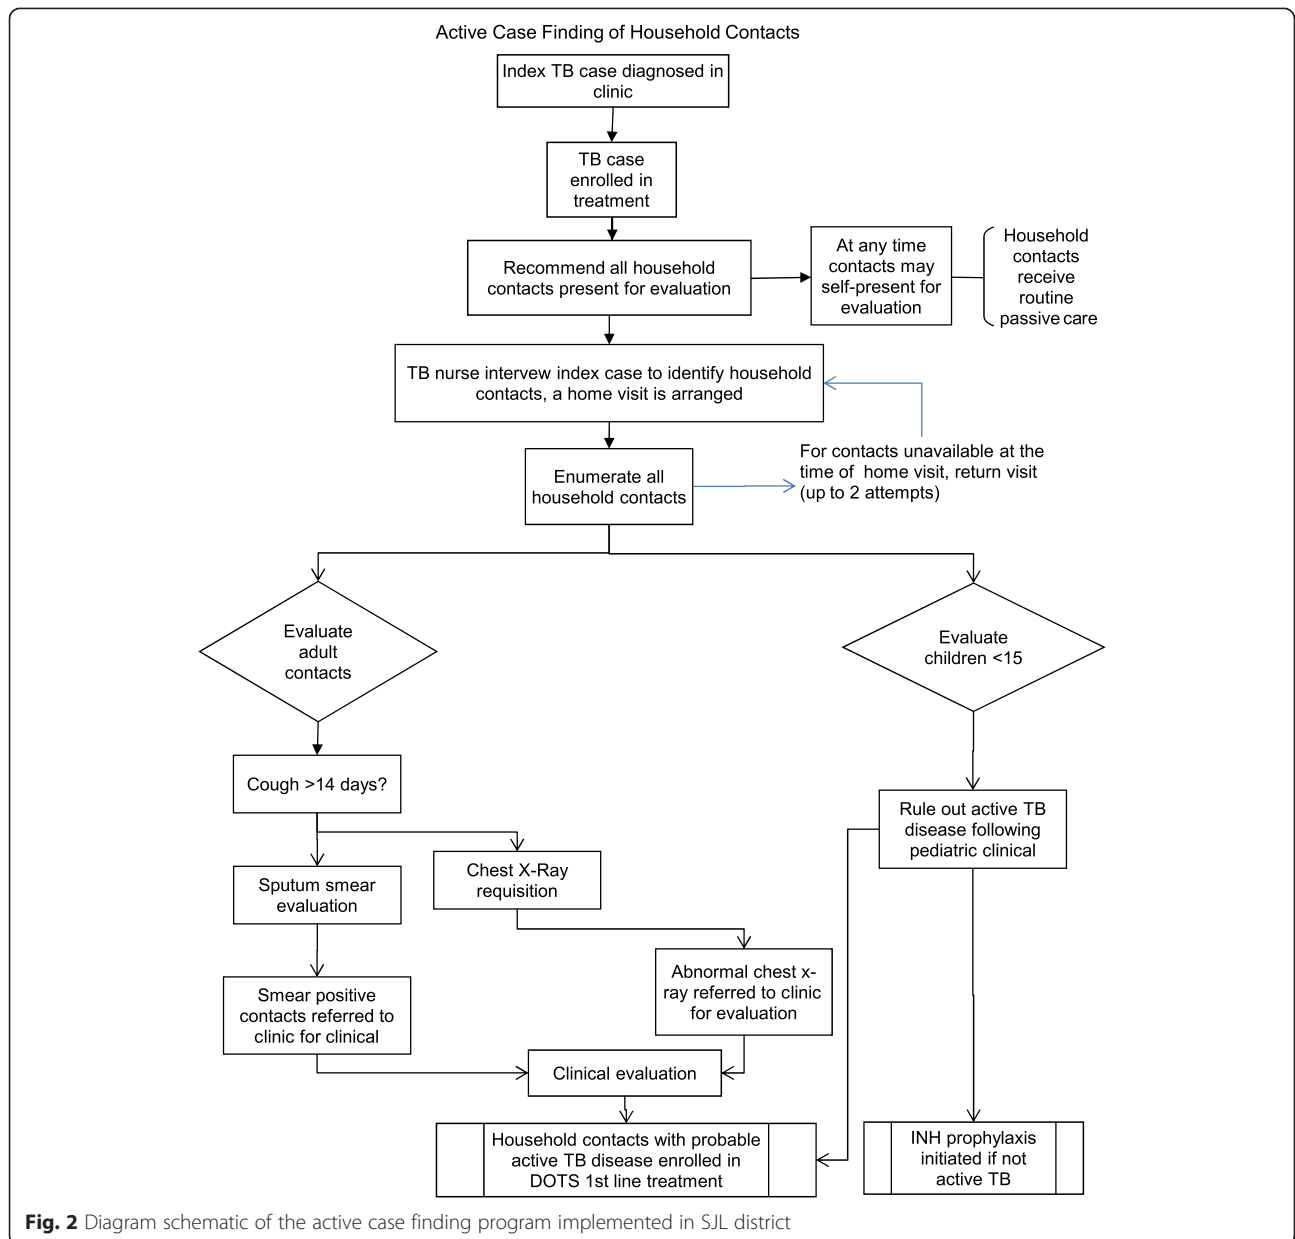 Active Case Finding of Household Contacts
Index TB case diagnosed in
clinic
TB case
enrolled in
treatment
Recommend all household
contacts present for evaluation
At any time
contacts may
self-present for
evaluation
Household
contacts
receive
routine
passive care
TB nurse intervew index case to identify household
contacts, a home visit is arranged
For contacts unavailable at the
time of home visit, return visit
(up to 2 attempts)
Enumerate all
household contacts
Evaluate
adult
contacts
Evaluate
children <15
Cough >14 days?
Rule out active TB
disease following
pediatric clinical
Sputum smear
evaluation
Chest X-Ray
requisition
Smear positive
contacts referred to
clinic for clinical
Abnormal chest x-
ray referred to clinic
for evaluation
Clinical evaluation
Household contacts with probable
active TB disease enrolled in
DOTS 1st line treatment
INH prophylaxis
initiated if not
active TB
Fig. 2 Diagram schematic of the active case finding program implemented in SJL district